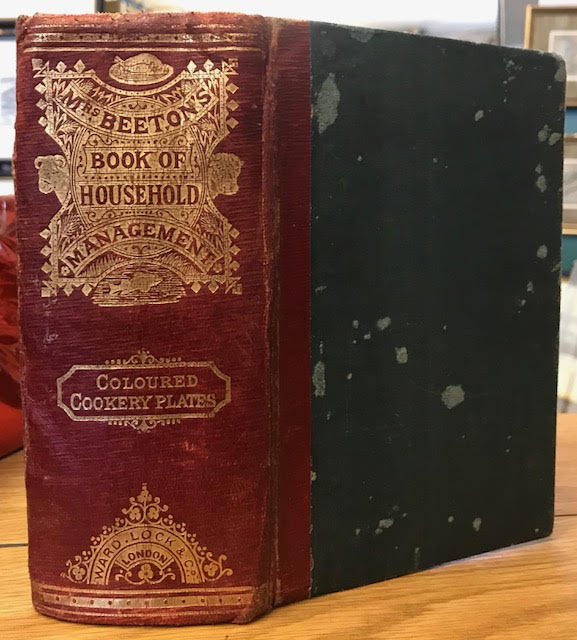 MRS BEETON'S
BOOK OF
HOUSEHOLD
MANAGEMENT
COLOURED
COOKERY PLATES
WARD, LOCK & Co
LONDON